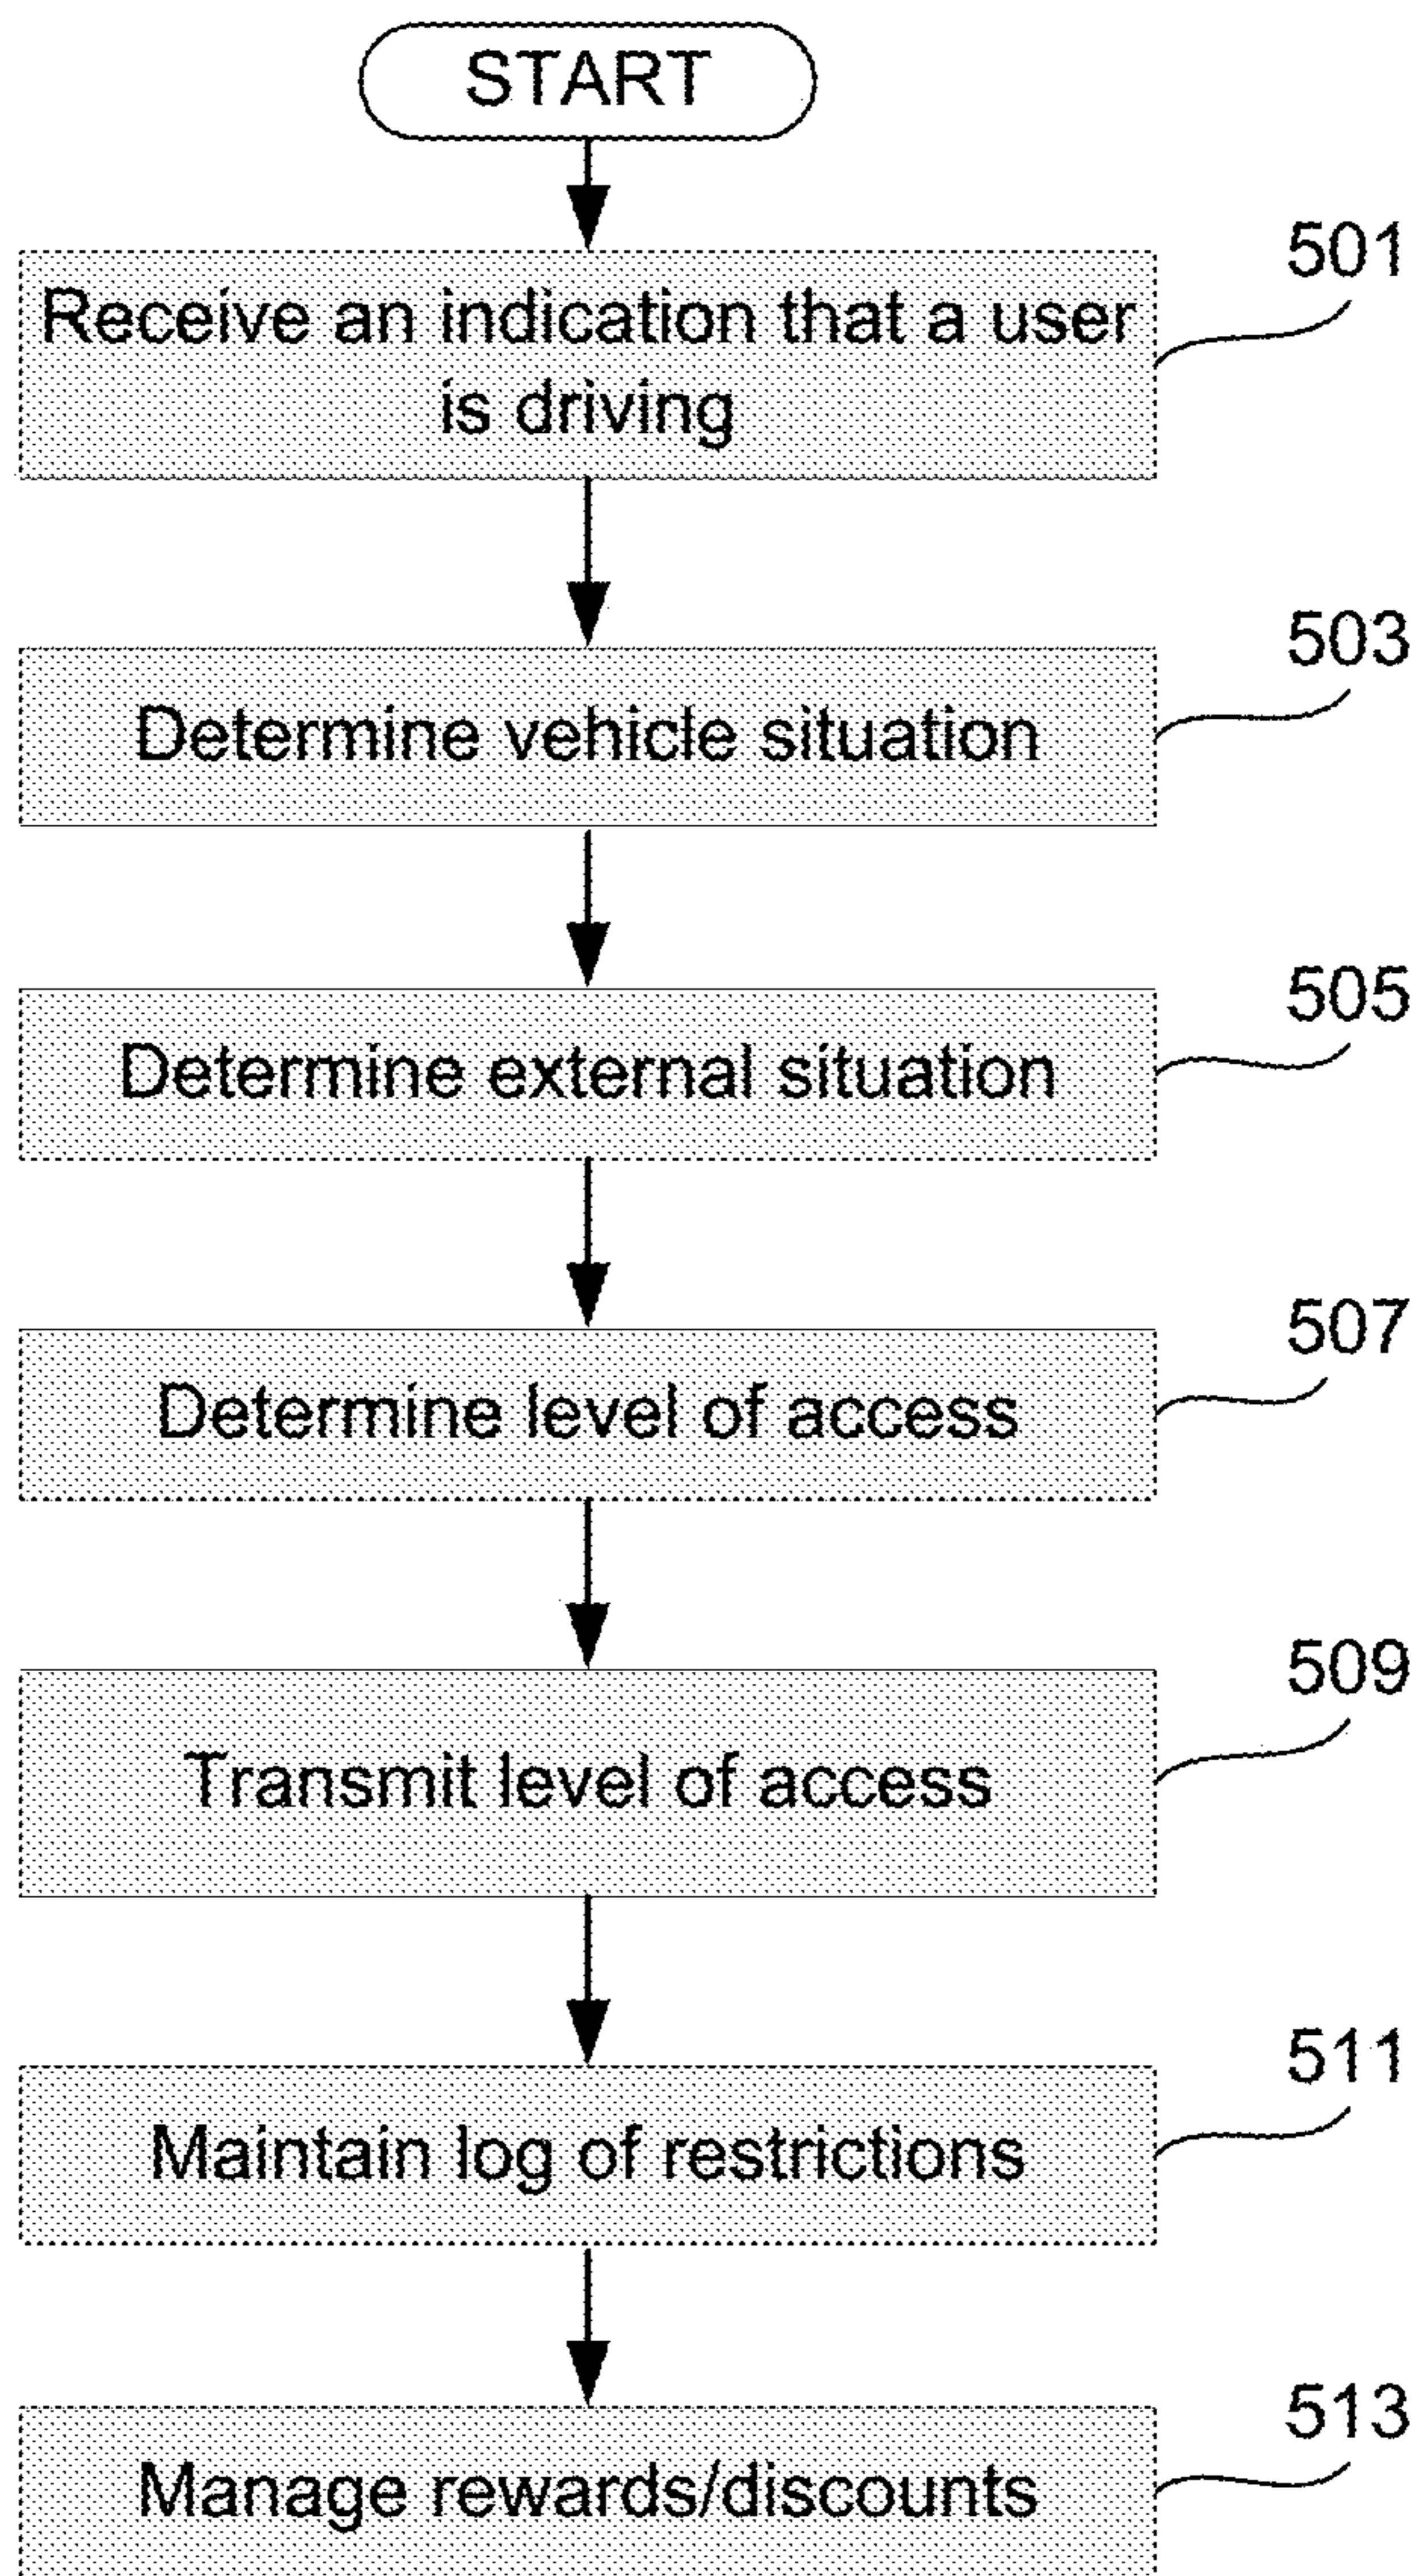 START
501
Receive an indication that a user
is driving
503
Determine vehicle situation
505
Determine external situation
507
Determine level of access
509
Transmit level of access
511
Maintain log of restrictions
513
Manage rewards/discounts